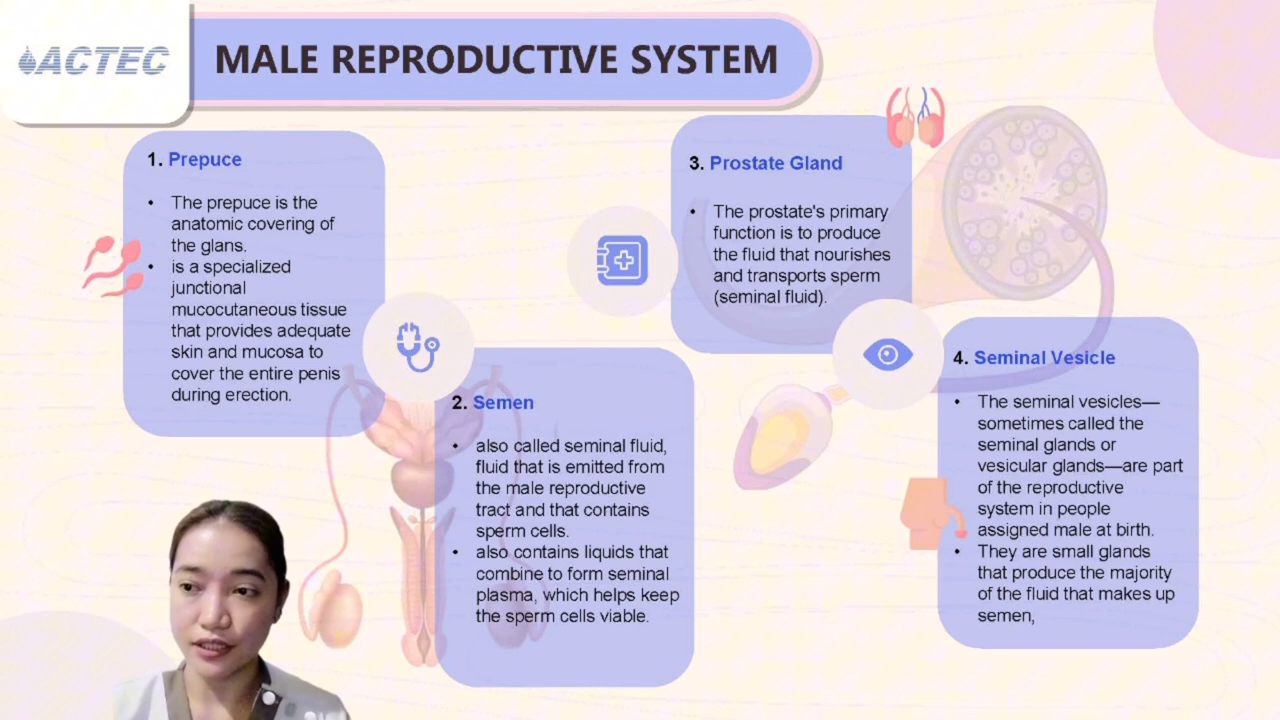 ACTEC
MALE REPRODUCTIVE SYSTEM
1. Prepuce
• The prepuce is the
anatomic covering of
the glans.
• is a specialized
junctional
mucocutaneous tissue
that provides adequate
skin and mucosa to
cover the entire penis
during erection.
2. Semen
• also called seminal fluid,
fluid that is emitted from
the male reproductive
tract and that contains
sperm cells.
• also contains liquids that
combine to form seminal
plasma, which helps keep
the sperm cells viable.
3. Prostate Gland
• The prostate's primary
function is to produce
the fluid that nourishes
and transports sperm
(seminal fluid).
4. Seminal Vesicle
• The seminal vesicles—
sometimes called the
seminal glands or
vesicular glands—are part
of the reproductive
system in people
assigned male at birth.
• They are small glands
that produce the majority
of the fluid that makes up
semen,